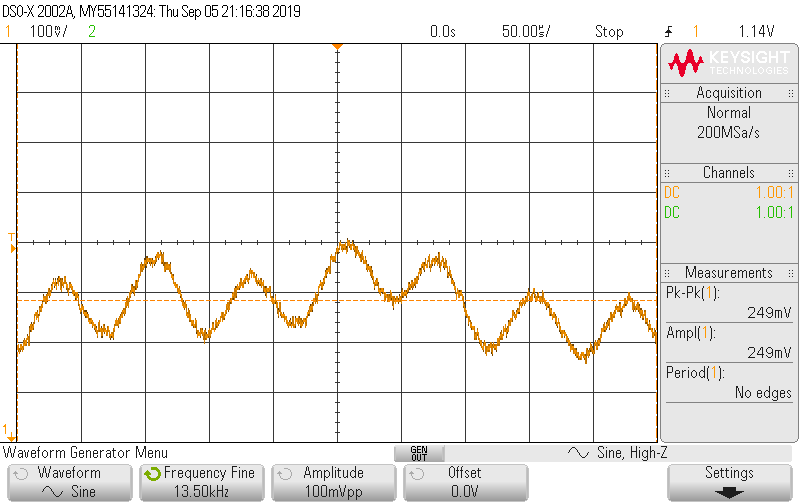 DSO-X 2002A, MY55141324: Thu Sep 05 21:16:38 2019
1 100mV/ 2 0.0s 50.00us/ Stop 1 1.14V
KEYSIGHT
TECHNOLOGIES
Acquisition
Normal
200MSa/s
Channels
DC 1.00:1
DC 1.00:1
Measurements
Pk-Pk(1):
249mV
Ampl(1):
249mV
Period(1):
No edges
T
1
Waveform Generator Menu GEN OUT Sine, High-Z
Waveform
Sine
Frequency Fine
13.50kHz
Amplitude
100mVpp
Offset
0.0V
Settings